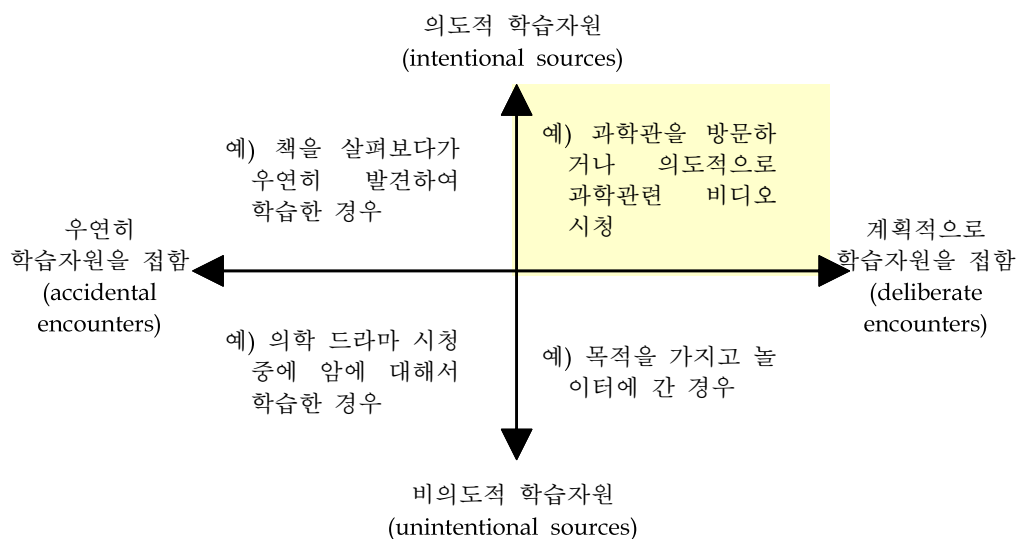 의도적 학습자원
(intentional sources)
예) 책을 살펴보다가
우연히 발견하여
학습한 경우
예) 과학관을 방문하
거나 의도적으로
과학관련 비디오
시청
우연히
학습자원을 접함
(accidental
encounters)
계획적으로
학습자원을 접함
(deliberate
encounters)
예) 의학 드라마 시청
중에 암에 대해서
학습한 경우
예) 목적을 가지고 놀
이터에 간 경우
비의도적 학습자원
(unintentional sources)